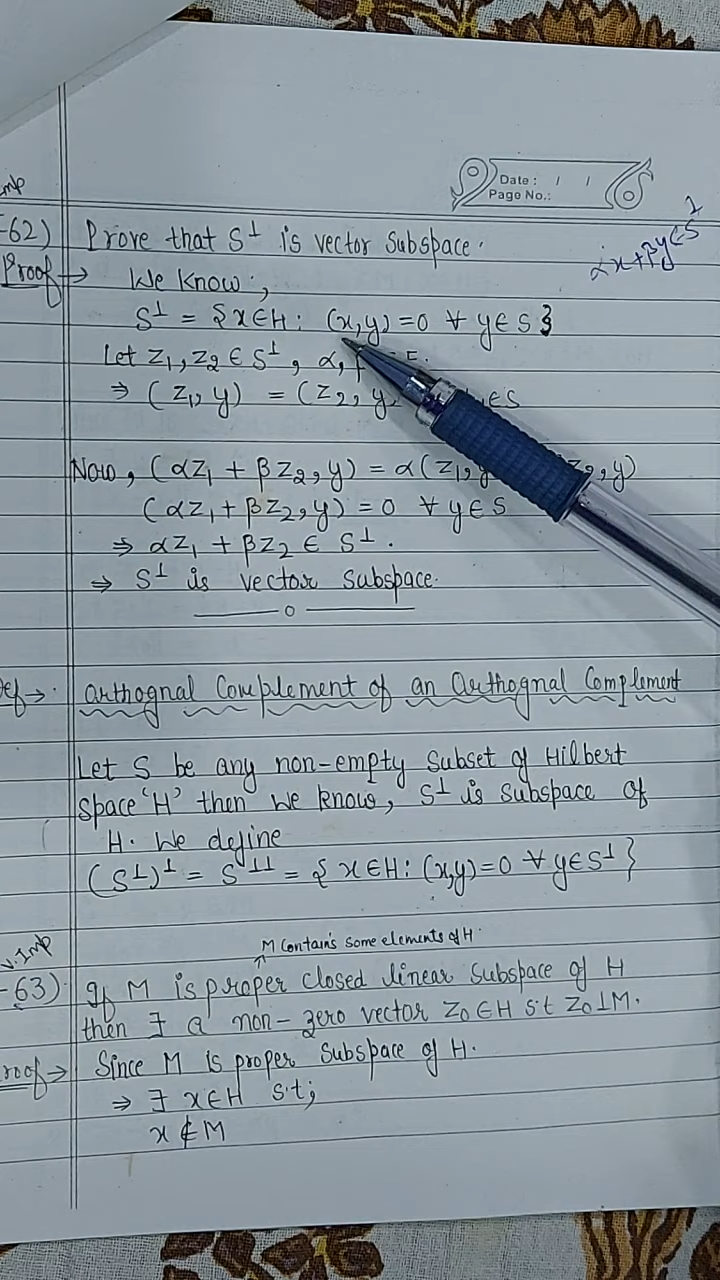 Imp
Date : / /
Page No.:
-62) Prove that S⊥ is vector subspace.
αx+βy∈S⊥
Proof→ We know,
S⊥ = {x∈H: (x,y)=0 ∀ y∈S}
Let z₁,z₂ ∈ S⊥, α,
⇒ (z₁, y) = (z₂, y
Now, (αz₁ + βz₂,y) = α(z₁,y ,y)
(αz₁+βz₂,y) = 0 ∀ y∈S
⇒ αz₁ + βz₂ ∈ S⊥.
⇒ S⊥ is vector subspace.
Def→. Orthognal Complement of an Orthognal Complement
Let S be any non-empty subset of Hilbert
space 'H' then we know, S⊥ is subspace of
H. We define
(S⊥)⊥ = S⊥⊥ = {x∈H: (x,y)=0 ∀ y∈S⊥}
V.Imp
M Contains some elements of H.
-63) If M is proper closed linear subspace of H
then ∃ a non-zero vector z₀∈H s.t z₀⊥M.
Proof→ Since M is proper subspace of H.
⇒ ∃ x∈H s.t;
x∉M